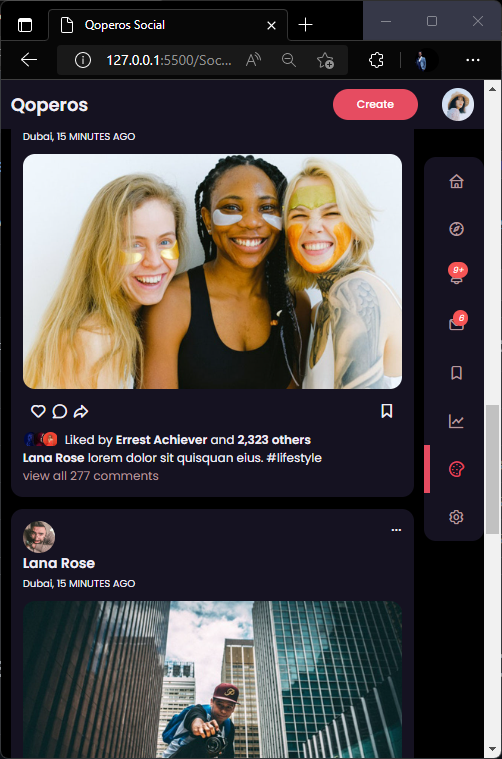 Qoperos Social
127.0.0.1:5500/Soc...
Qoperos
Create
Dubai, 15 MINUTES AGO
9+
6
Liked by Errest Achiever and 2,323 others
Lana Rose lorem dolor sit quisquan eius. #lifestyle
view all 277 comments
Lana Rose
Dubai, 15 MINUTES AGO